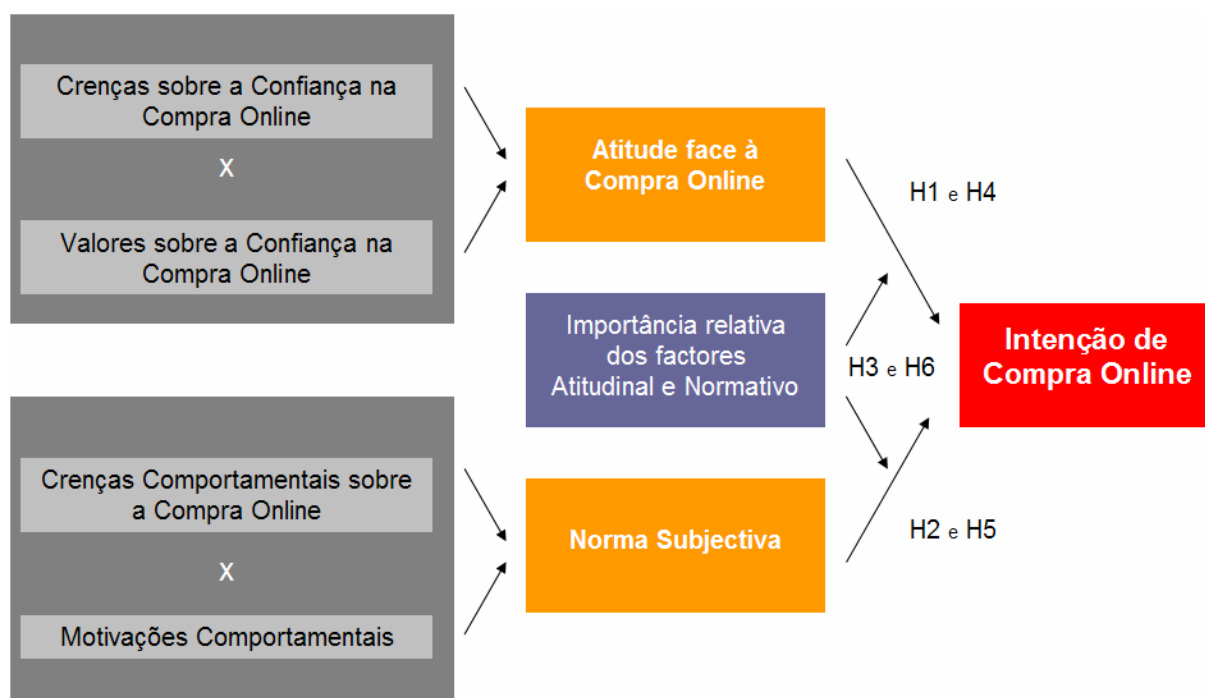 Crenças sobre a Confiança na
Compra Online
X
Valores sobre a Confiança na
Compra Online
Atitude face à
Compra Online
H1 e H4
Importância relativa
dos factores
Atitudinal e Normativo
H3 e H6
Intenção de
Compra Online
Crenças Comportamentais sobre
a Compra Online
X
Motivações Comportamentais
Norma Subjectiva
H2 e H5